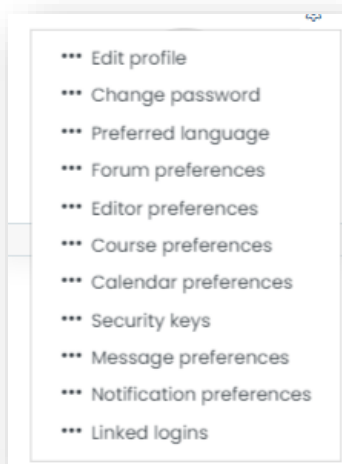 Edit profile
Change password
Preferred language
Forum preferences
Editor preferences
Course preferences
Calendar preferences
Security keys
Message preferences
Notification preferences
Linked logins